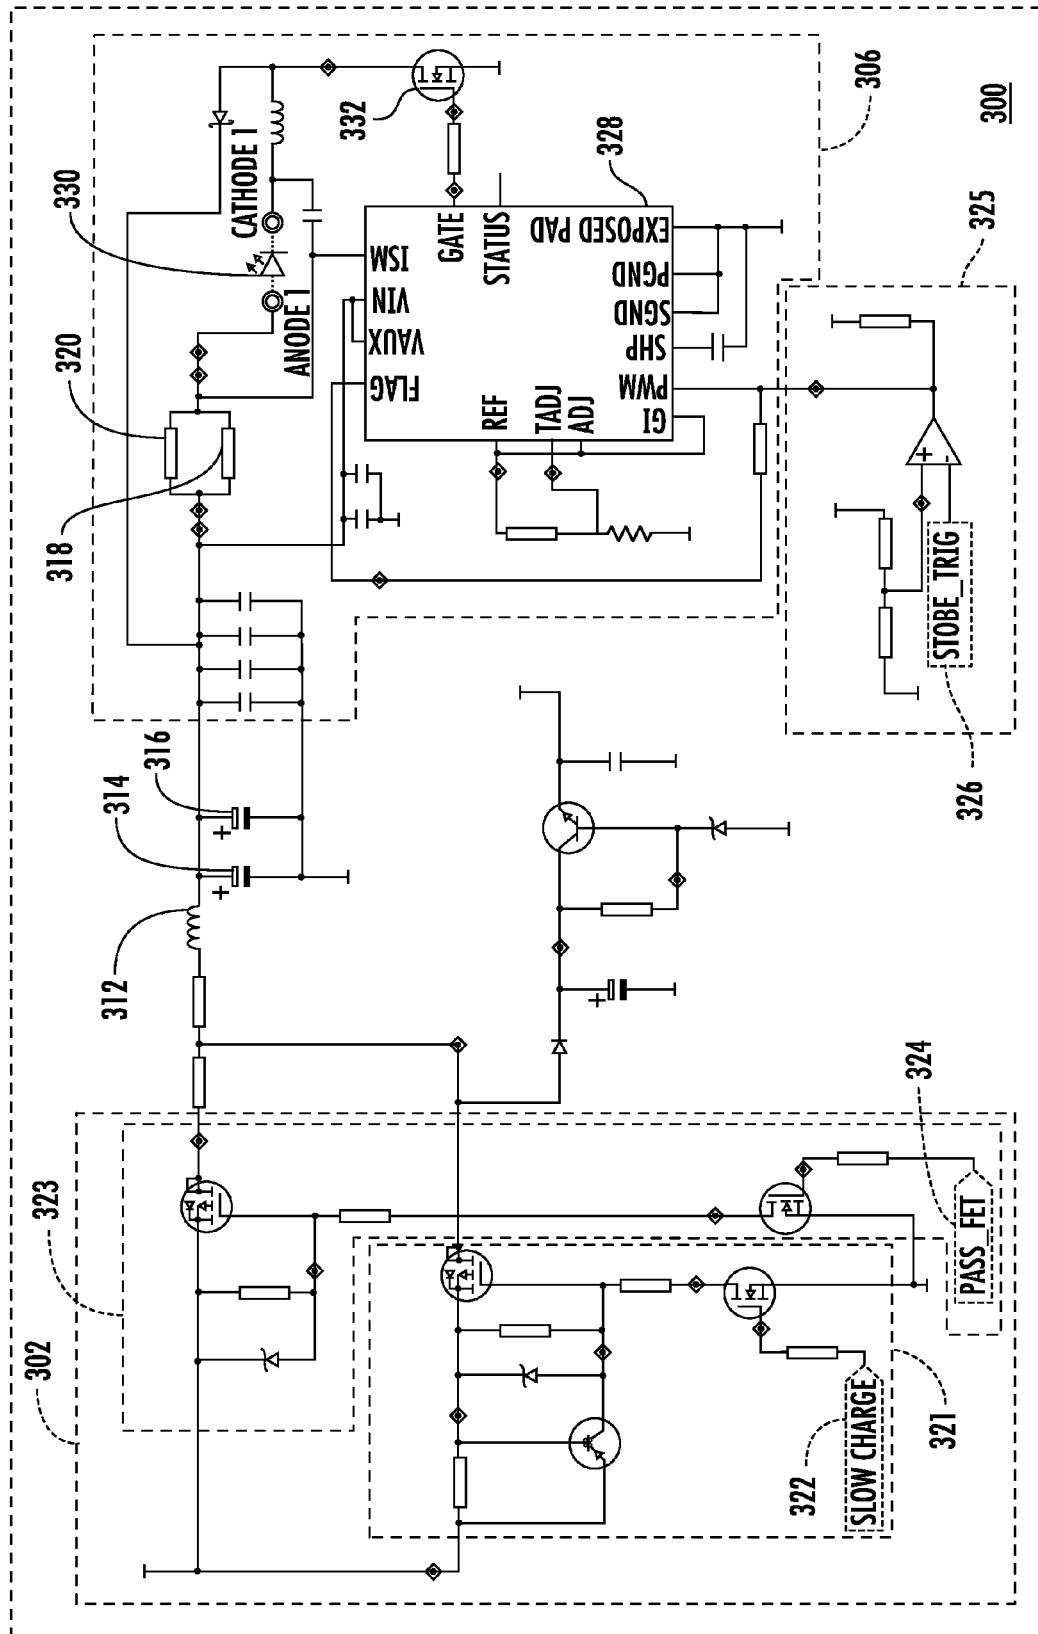 300
302
323
321
322
SLOW CHARGE
324
PASS_FET
312
314
316
318
320
330
ANODE 1
CATHODE 1
332
328
306
FLAG
VAUX
VIN
ISM
GATE
STATUS
REF
TADJ
ADJ
GI
PWM
SHP
SGND
PGND
EXPOSED PAD
325
+
-
STOBE_TRIG
326
+
+
+